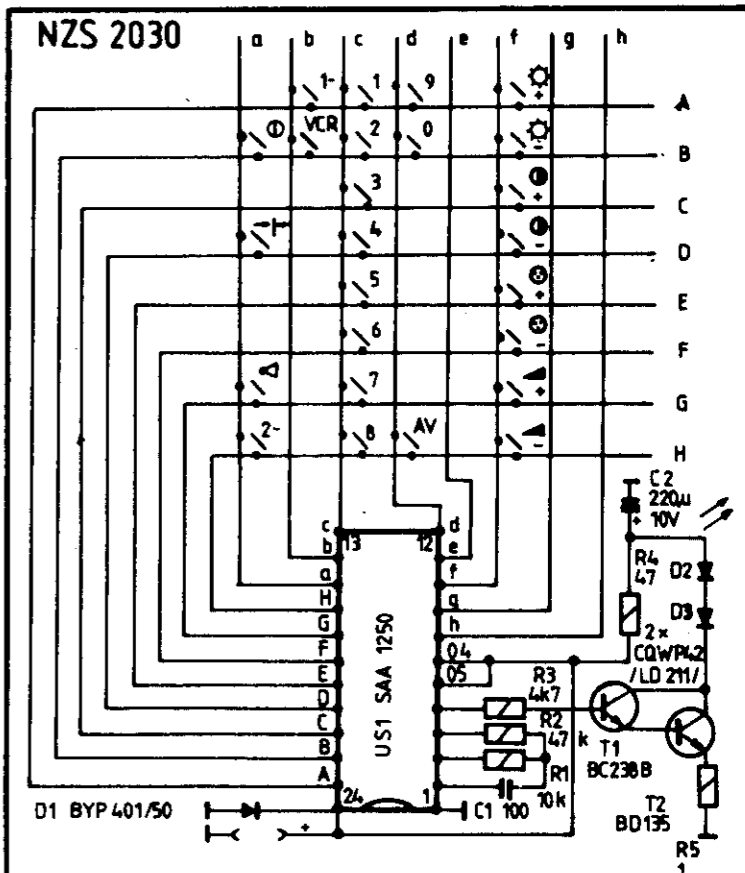 NZS 2030
a b c d e f g h
1- 1 9 + A
VCR 2 0 - B
3 + C
4 - D
5 + E
6 - F
7 + G
2- 8 AV - H
c 13 12 d
b e
a f
H g
G h
F 04
E 05
D
C
B
A
24 1
US1 SAA 1250
C2
220µ
+ 10V
R4
47
D2
D3
2×
CQWP42
/LD 211/
R3
4k7
R2
47 k
R1
10k
C1 100
T1
BC238B
T2
BD135
R5
1
D1 BYP 401/50
+